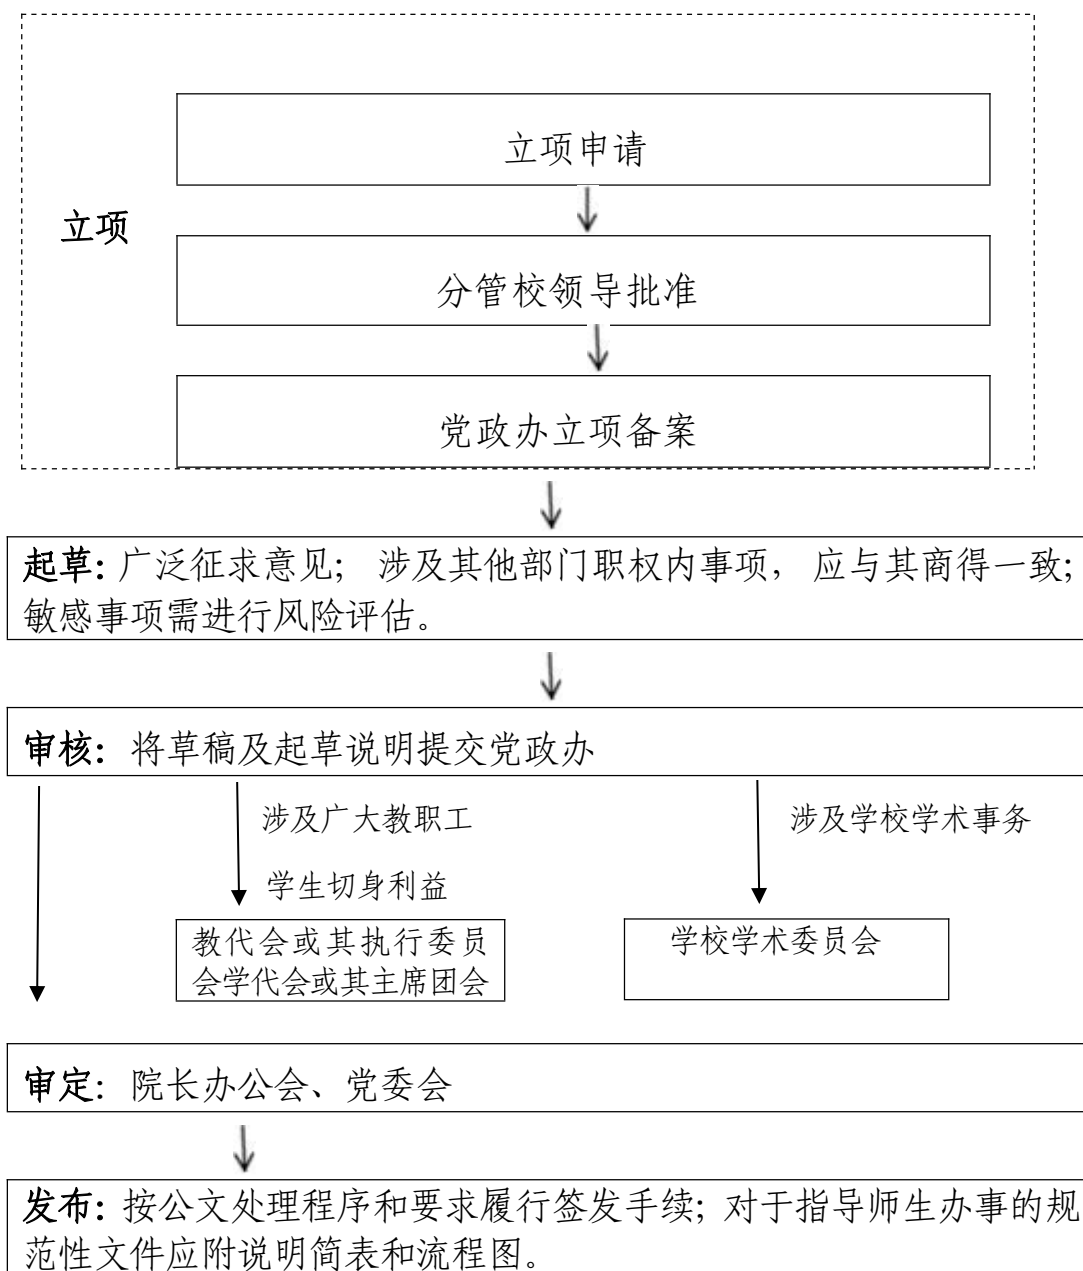 立项申请
立项
分管校领导批准
党政办立项备案
起草：广泛征求意见； 涉及其他部门职权内事项， 应与其商得一致；
敏感事项需进行风险评估。
审核：将草稿及起草说明提交党政办
涉及广大教职工
学生切身利益
涉及学校学术事务
教代会或其执行委员
会学代会或其主席团会
学校学术委员会
审定：院长办公会、党委会
发布：按公文处理程序和要求履行签发手续；对于指导师生办事的规
范性文件应附说明简表和流程图。